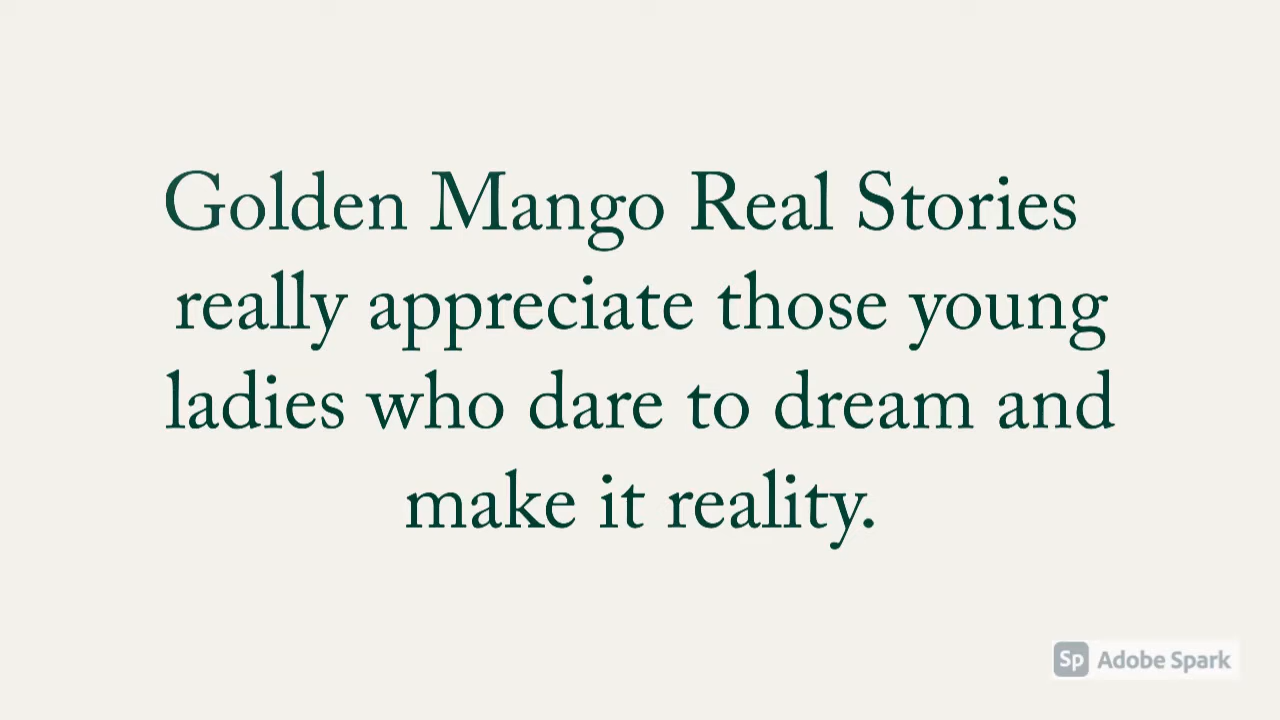 Golden Mango Real Stories
really appreciate those young
ladies who dare to dream and
make it reality.
Sp Adobe Spark